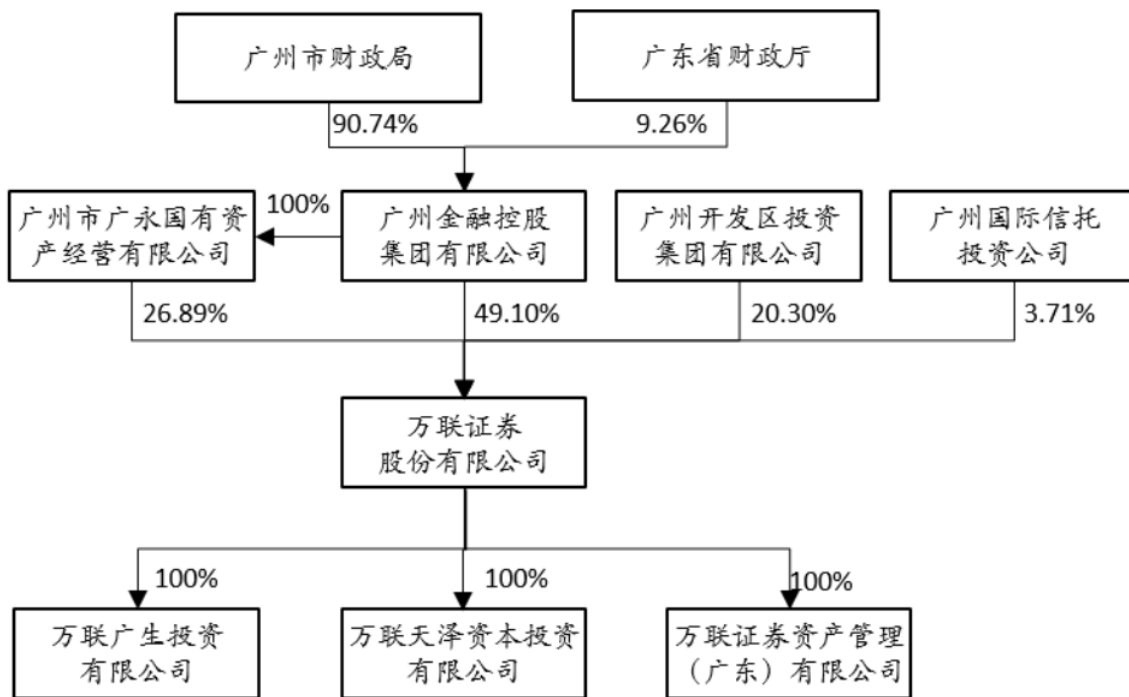 广州市财政局
广东省财政厅
90.74%
9.26%
广州市广永国有资
产经营有限公司
100%
广州金融控股
集团有限公司
广州开发区投资
集团有限公司
广州国际信托
投资公司
26.89%
49.10%
20.30%
3.71%
万联证券
股份有限公司
100%
100%
100%
万联广生投资
有限公司
万联天泽资本投资
有限公司
万联证券资产管理
（广东）有限公司